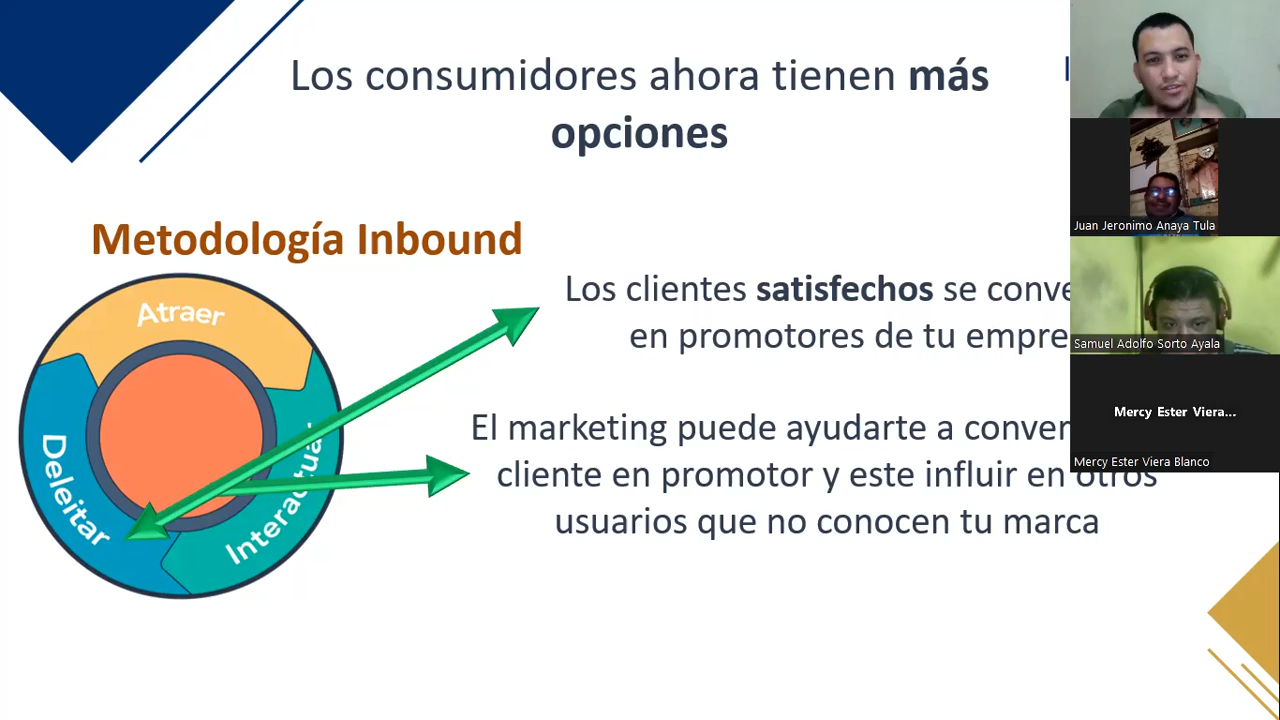 Los consumidores ahora tienen más
opciones
Metodología Inbound
Atraer
Deleitar
Los clientes satisfechos se conve
en promotores de tu empre
El marketing puede ayudarte a conver
cliente en promotor y este influir en otros
usuarios que no conocen tu marca
Juan Jeronimo Anaya Tula
Samuel Adolfo Sorto Ayala
Mercy Ester Viera...
Mercy Ester Viera Blanco